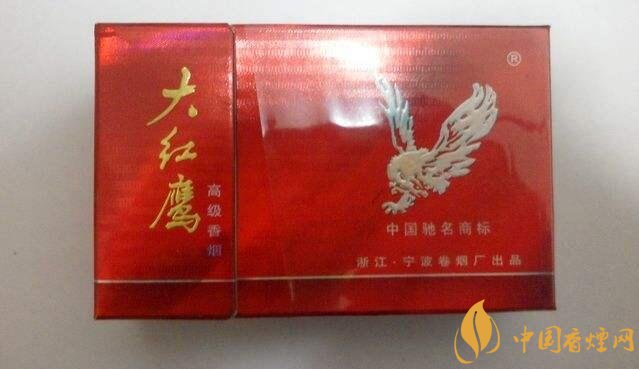 大红鹰
高级香烟
®
中国驰名商标
浙江·宁波卷烟厂出品
中国香烟网